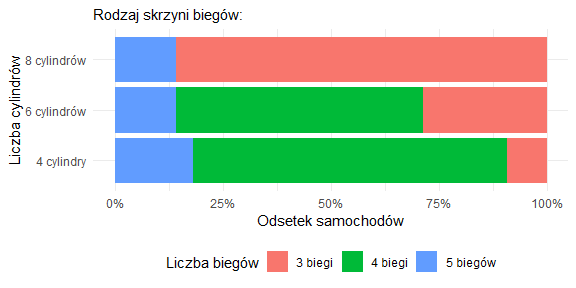 Rodzaj skrzyni biegów:
Liczba cylindrów
8 cylindrów
6 cylindrów
4 cylindry
0% 25% 50% 75% 100%
Odsetek samochodów
Liczba biegów 3 biegi 4 biegi 5 biegów